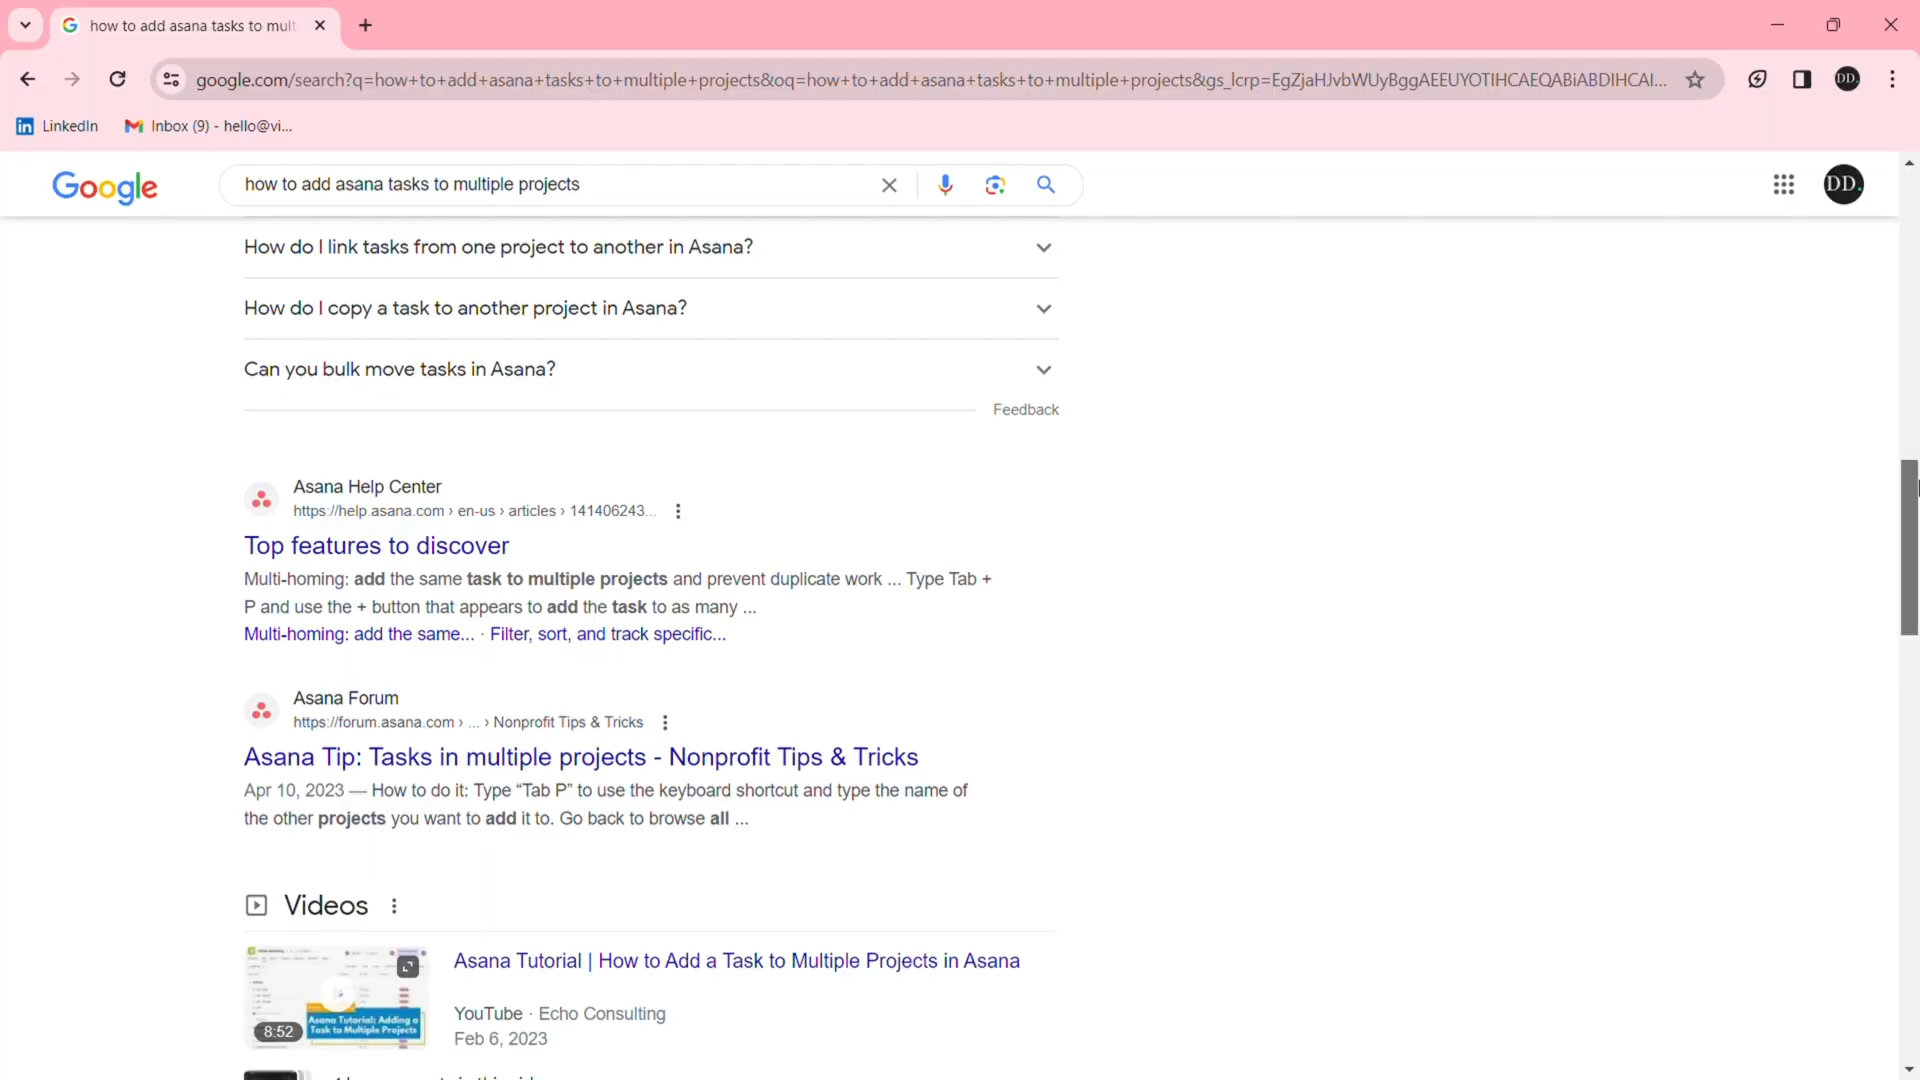 how to add asana tasks to mult
google.com/search?q=how+to+add+asana+tasks+to+multiple+projects&oq=how+to+add+asana+tasks+to+multiple+projects&gs_lcrp=EgZjaHJvbWUyBggAEEUYOTIHCAEQABiABDIHCAI...
LinkedIn
Inbox (9) - hello@vi...
DD.
Google
how to add asana tasks to multiple projects
DD.
How do I link tasks from one project to another in Asana?
How do I copy a task to another project in Asana?
Can you bulk move tasks in Asana?
Feedback
Asana Help Center
https://help.asana.com › en-us › articles › 141406243...
Top features to discover
Multi-homing: add the same task to multiple projects and prevent duplicate work ... Type Tab +
P and use the + button that appears to add the task to as many ...
Multi-homing: add the same... · Filter, sort, and track specific...
Asana Forum
https://forum.asana.com › ... › Nonprofit Tips & Tricks
Asana Tip: Tasks in multiple projects - Nonprofit Tips & Tricks
Apr 10, 2023 — How to do it: Type “Tab P” to use the keyboard shortcut and type the name of
the other projects you want to add it to. Go back to browse all ...
Videos
Asana Tutorial: Adding a
Task to Multiple Projects
8:52
Asana Tutorial | How to Add a Task to Multiple Projects in Asana
YouTube · Echo Consulting
Feb 6, 2023